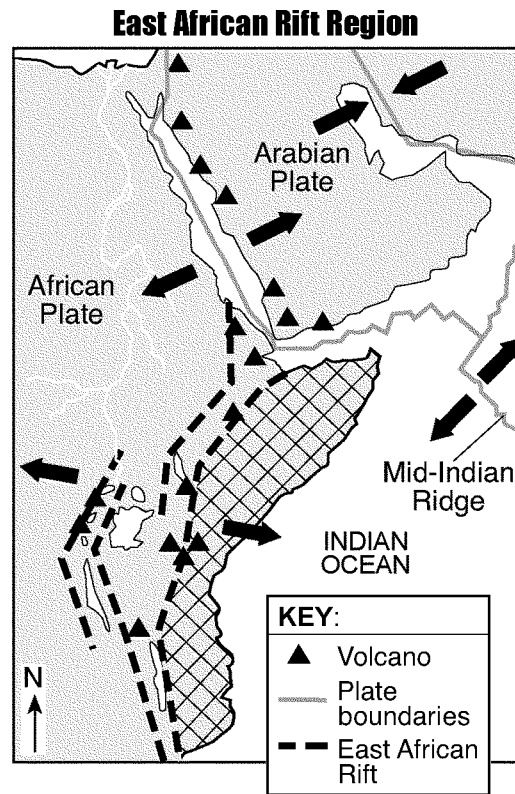 East African Rift Region
Arabian
Plate
African
Plate
Mid-Indian
Ridge
INDIAN
OCEAN
KEY:
Volcano
Plate
boundaries
East African
Rift
N